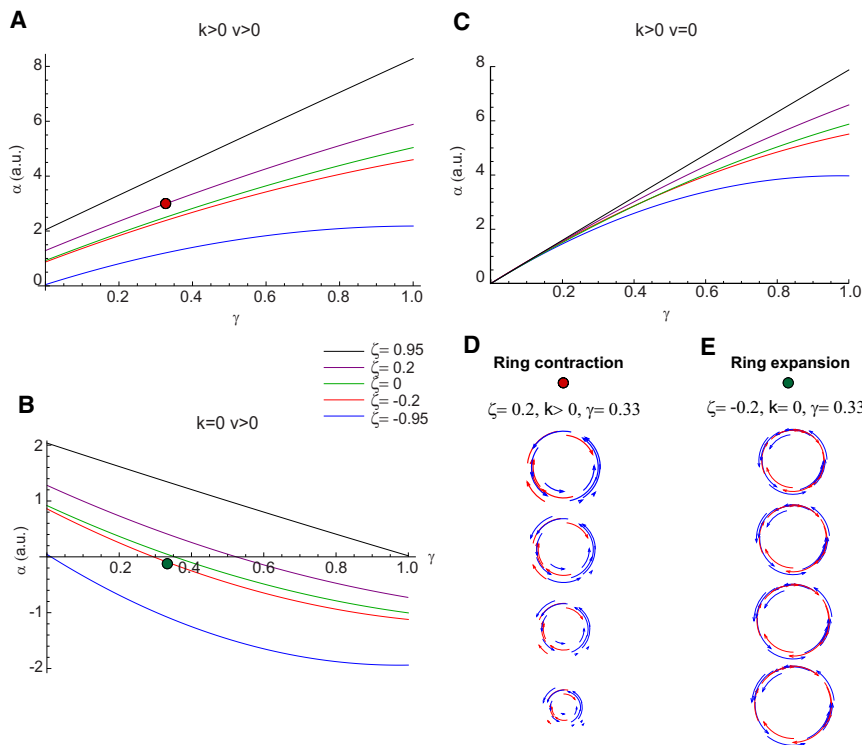 A
k>0 v>0
8
6
4
2
0
α (a.u.)
0.2
0.4
0.6
0.8
1.0
γ
C
k>0 v=0
8
6
4
2
0
α (a.u.)
0.2
0.4
0.6
0.8
1.0
γ
ζ= 0.95
ζ= 0.2
ζ= 0
ζ= -0.2
ζ= -0.95
B
k=0 v>0
2
1
0
-1
-2
α (a.u.)
0.2
0.4
0.6
0.8
1.0
γ
D
Ring contraction
ζ= 0.2, k> 0, γ= 0.33
E
Ring expansion
ζ= -0.2, k= 0, γ= 0.33